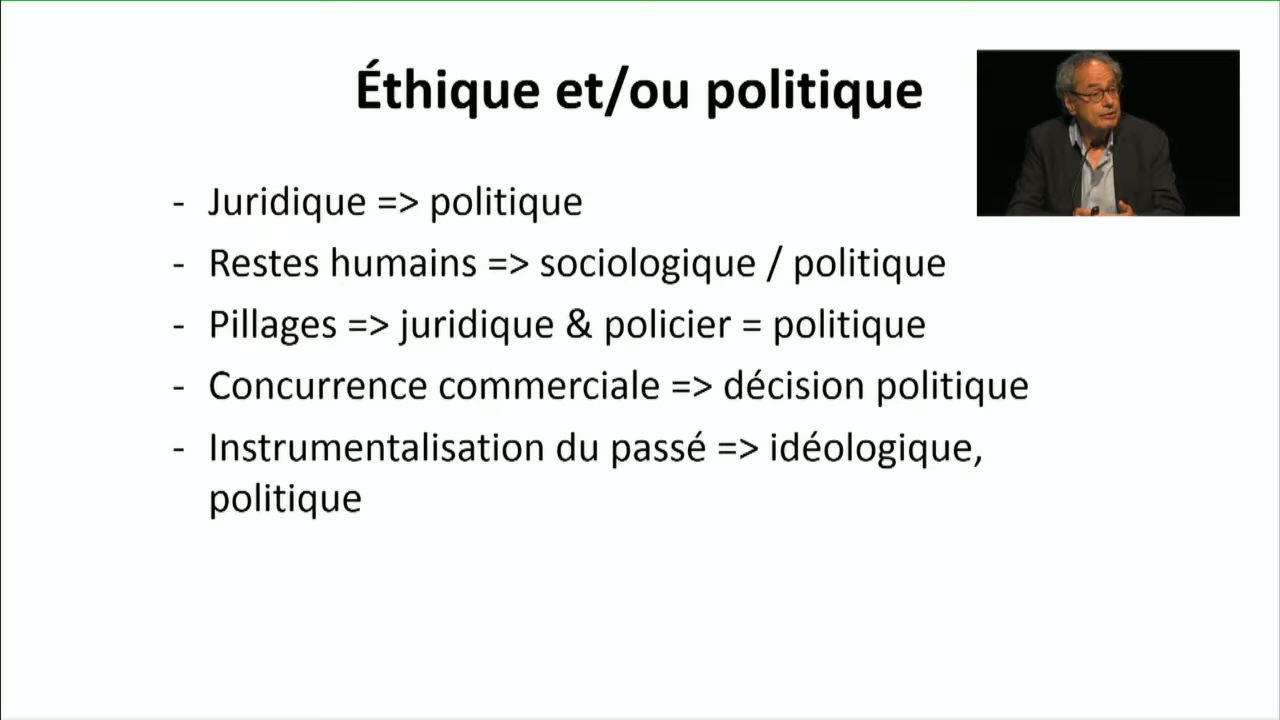 Éthique et/ou politique
- Juridique => politique
- Restes humains => sociologique / politique
- Pillages => juridique & policier = politique
- Concurrence commerciale => décision politique
- Instrumentalisation du passé => idéologique,
politique